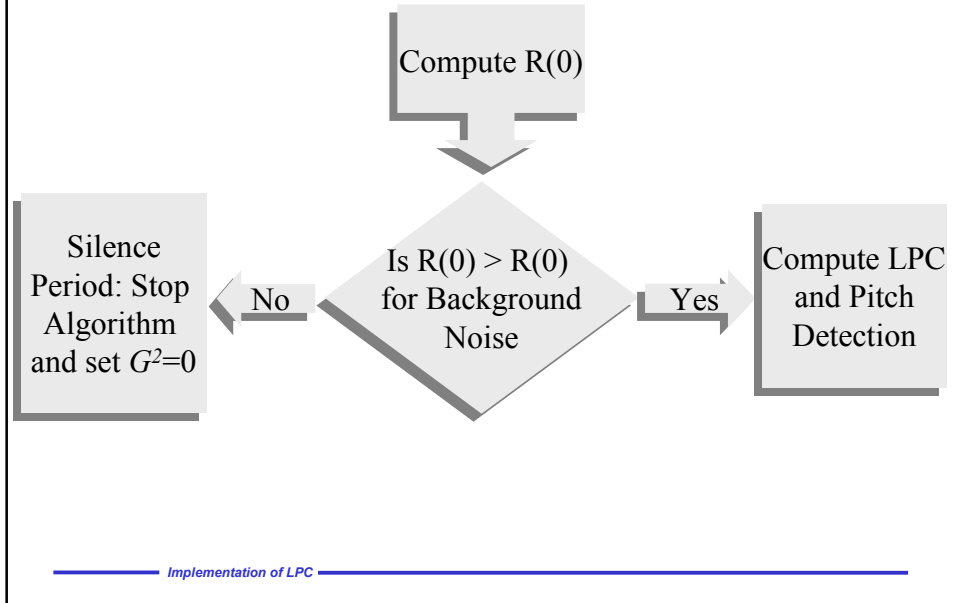 Compute R(0)
Silence
Period: Stop
Algorithm
and set G²=0
No
Is R(0) > R(0)
for Background
Noise
Yes
Compute LPC
and Pitch
Detection
Implementation of LPC